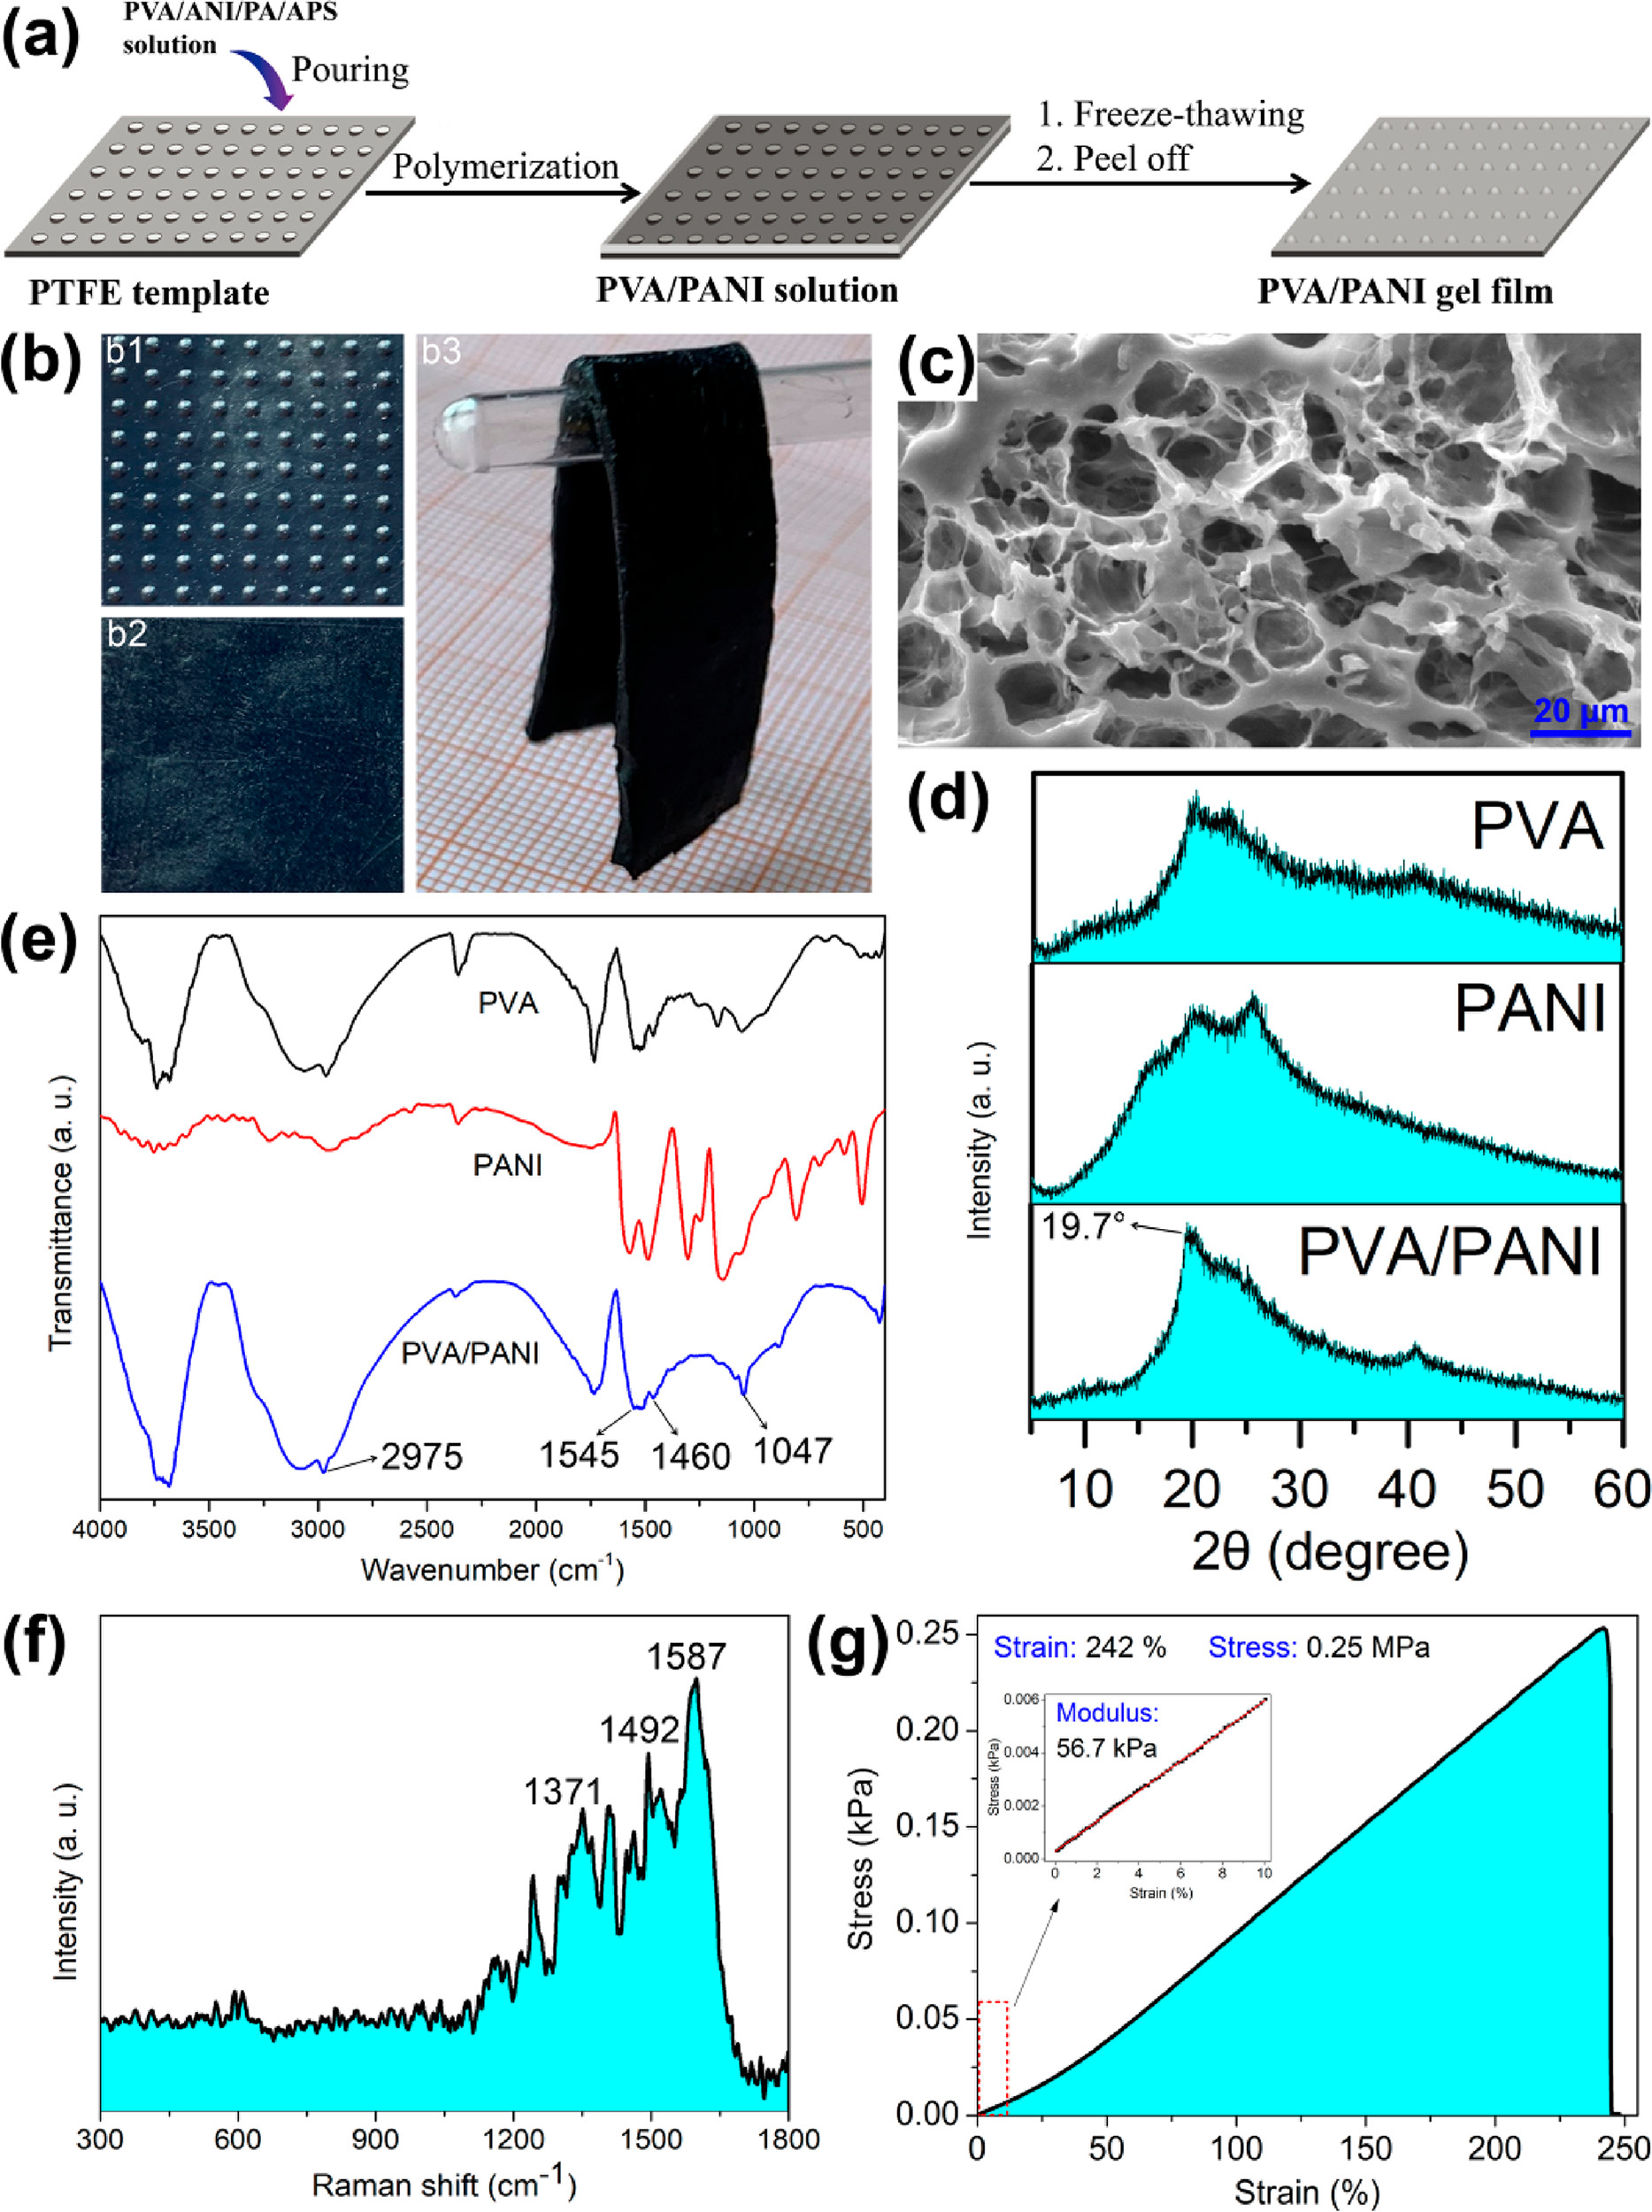 (a)
PVA/ANI/PA/APS
solution
Pouring
Polymerization
1. Freeze-thawing
2. Peel off
PTFE template
PVA/PANI solution
PVA/PANI gel film
(b)
b1
b2
b3
(c)
20 μm
(d)
PVA
PANI
19.7°
PVA/PANI
Intensity (a. u.)
10 20 30 40 50 60
2θ (degree)
(e)
PVA
PANI
PVA/PANI
2975
1545
1460
1047
Transmittance (a. u.)
4000 3500 3000 2500 2000 1500 1000 500
Wavenumber (cm⁻¹)
(f)
1371
1492
1587
Intensity (a. u.)
300 600 900 1200 1500 1800
Raman shift (cm⁻¹)
(g)
Strain: 242 % Stress: 0.25 MPa
Modulus:
56.7 kPa
0.006
0.004
0.002
0.000
Stress (kPa)
0 2 4 6 8 10
Strain (%)
0.25
0.20
0.15
0.10
0.05
0.00
Stress (kPa)
0 50 100 150 200 250
Strain (%)